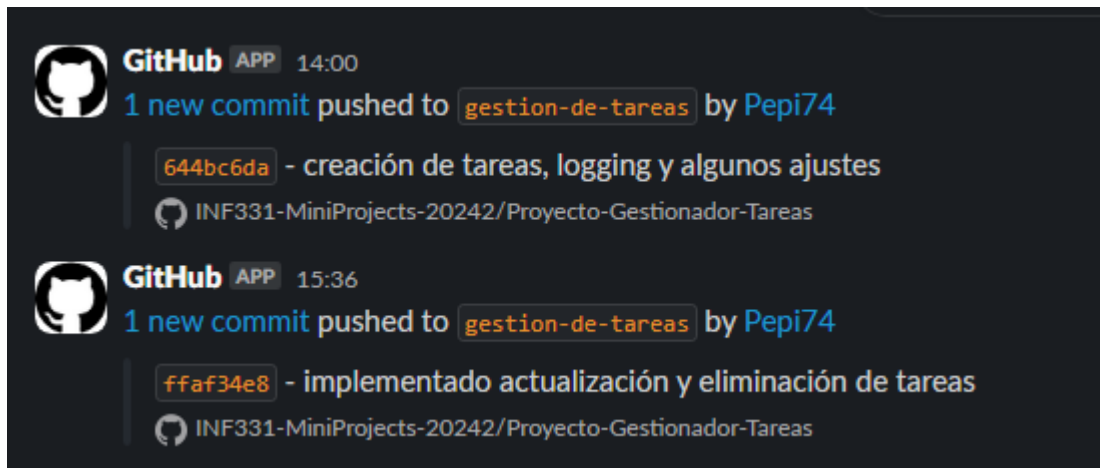 GitHub APP 14:00
1 new commit pushed to gestion-de-tareas by Pepi74
644bc6da - creación de tareas, logging y algunos ajustes
INF331-MiniProjects-20242/Proyecto-Gestionador-Tareas
GitHub APP 15:36
1 new commit pushed to gestion-de-tareas by Pepi74
ffaf34e8 - implementado actualización y eliminación de tareas
INF331-MiniProjects-20242/Proyecto-Gestionador-Tareas